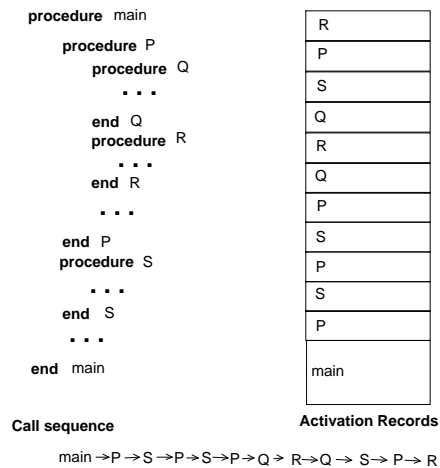 procedure main
procedure P
procedure Q
. . .
end Q
procedure R
. . .
end R
. . .
end P
procedure S
. . .
end S
. . .
end main
R
P
S
Q
R
Q
P
S
P
S
P
main
Call sequence
Activation Records
main→P→S→P→S→P→Q→R→Q→S→P→R